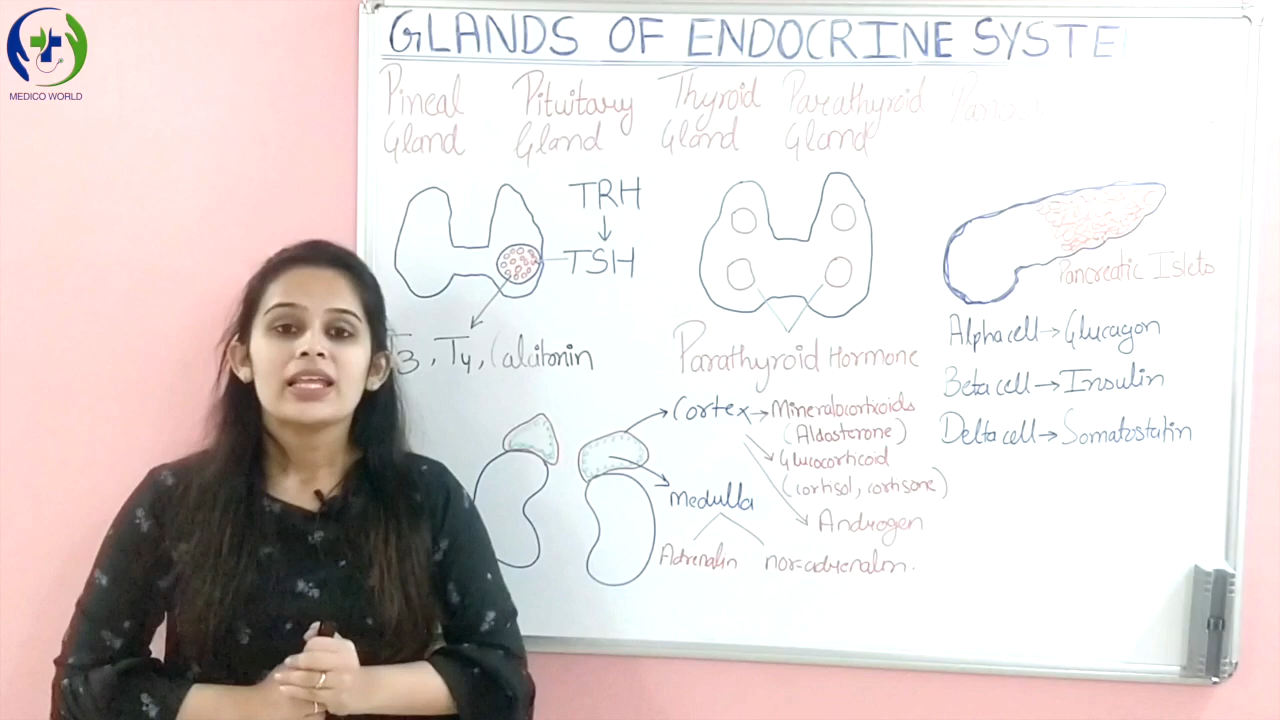 MEDICO WORLD
GLANDS OF ENDOCRINE SYSTE
Pineal Gland
Pituitary Gland
Thyroid Gland
Parathyroid Gland
TRH
TSH
T3, T4, Calcitonin
Parathyroid Hormone
Pancreatic Islets
Alpha cell → Glucagon
Beta cell → Insulin
Delta cell → Somatostatin
Cortex → Mineralocorticoids
(Aldosterone)
Glucocorticoid
(cortisol, cortisone)
Androgen
Medulla
Adrenalin nor-adrenalin.